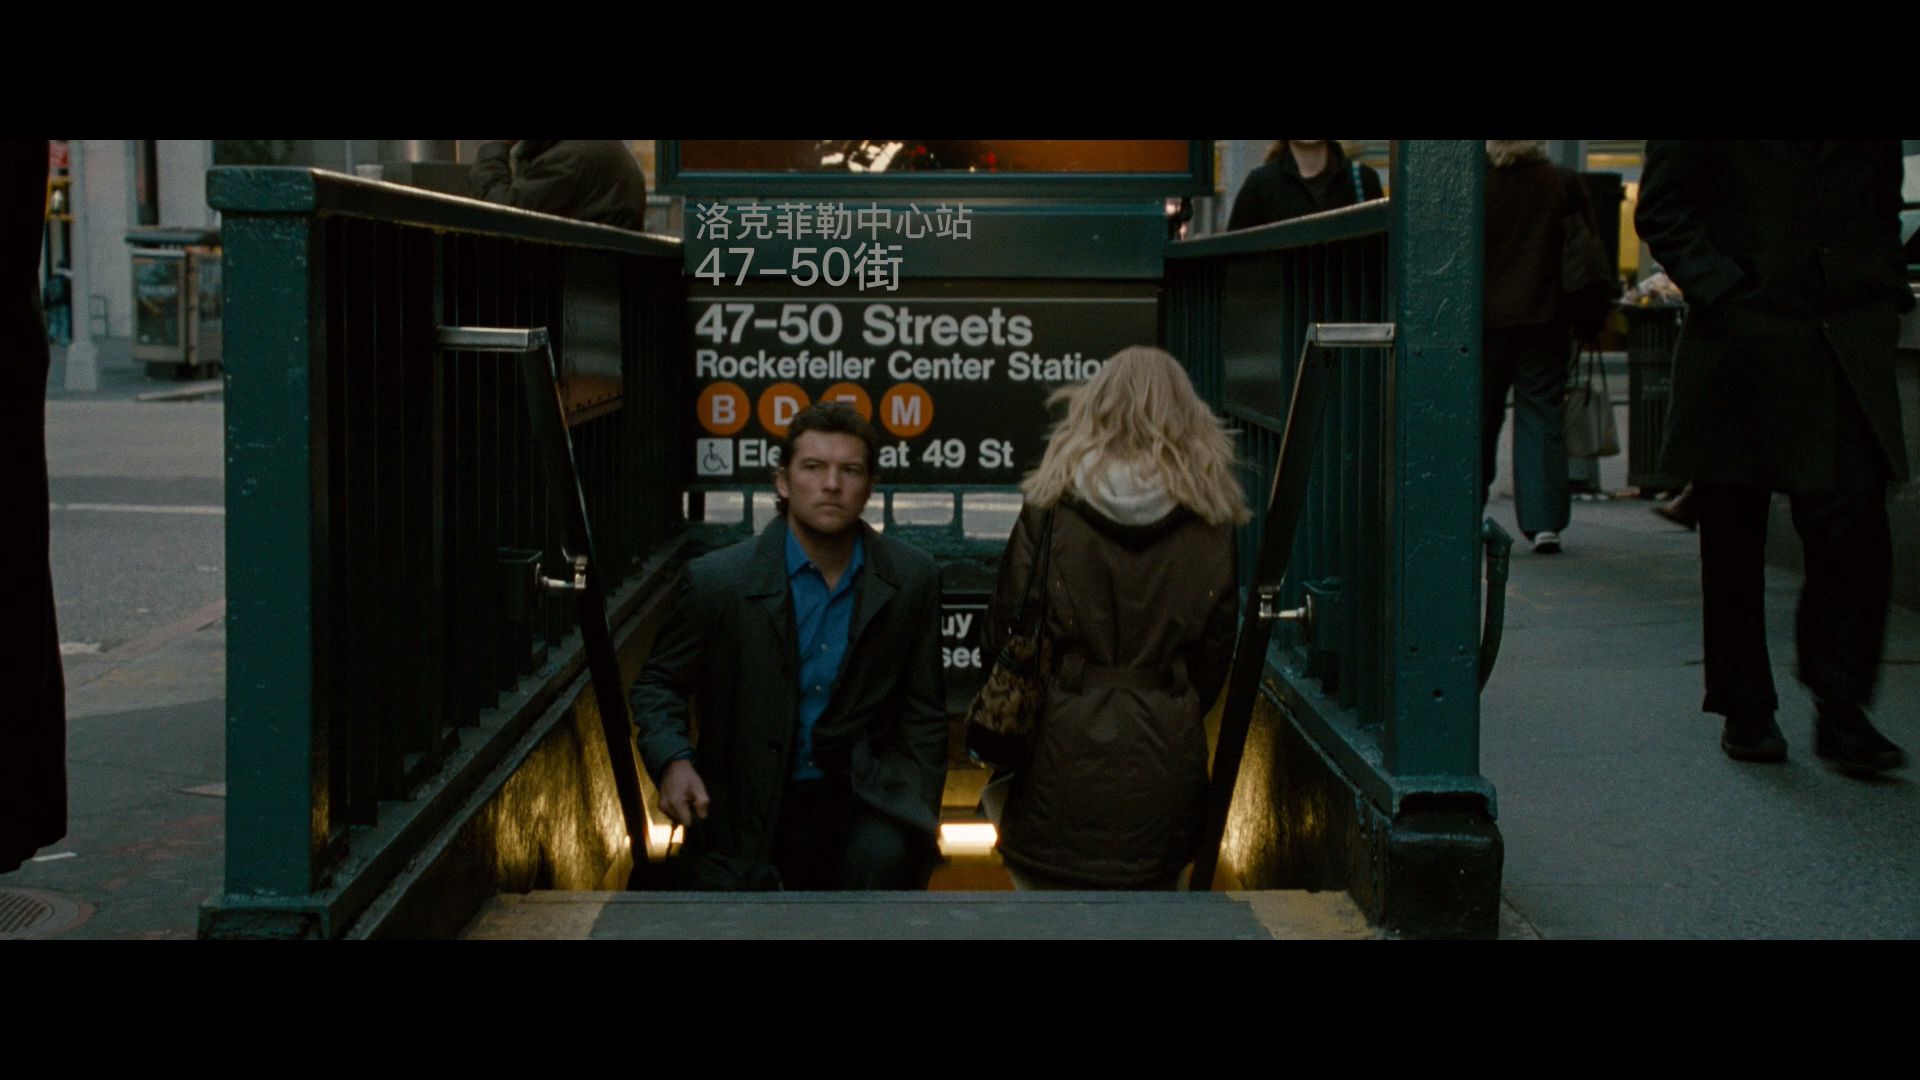 洛克菲勒中心站
47-50街
47-50 Streets
Rockefeller Center Station
B D F M
at 49 St